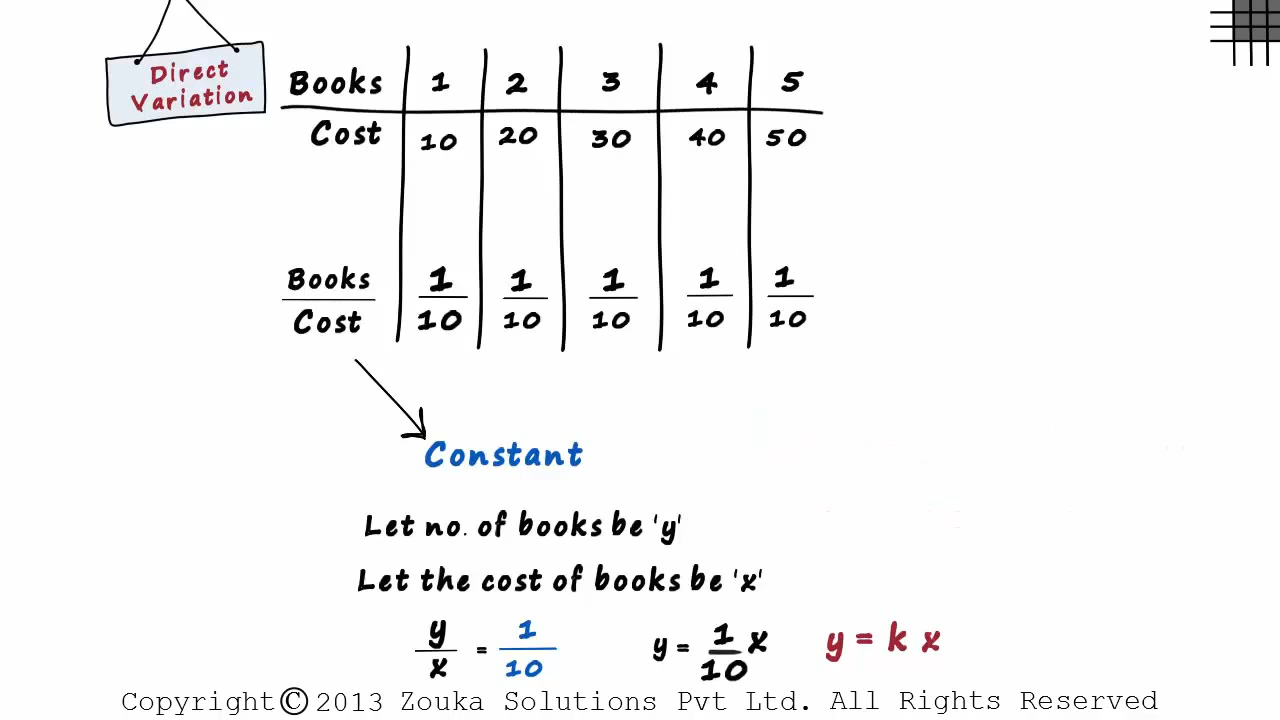 Direct
Variation
Books 1 2 3 4 5
Cost 10 20 30 40 50
Books 1 1 1 1 1
Cost 10 10 10 10 10
Constant
Let no. of books be 'y'
Let the cost of books be 'x'
y/x = 1/10 y = 1/10 x y = k x
Copyright© 2013 Zouka Solutions Pvt Ltd. All Rights Reserved